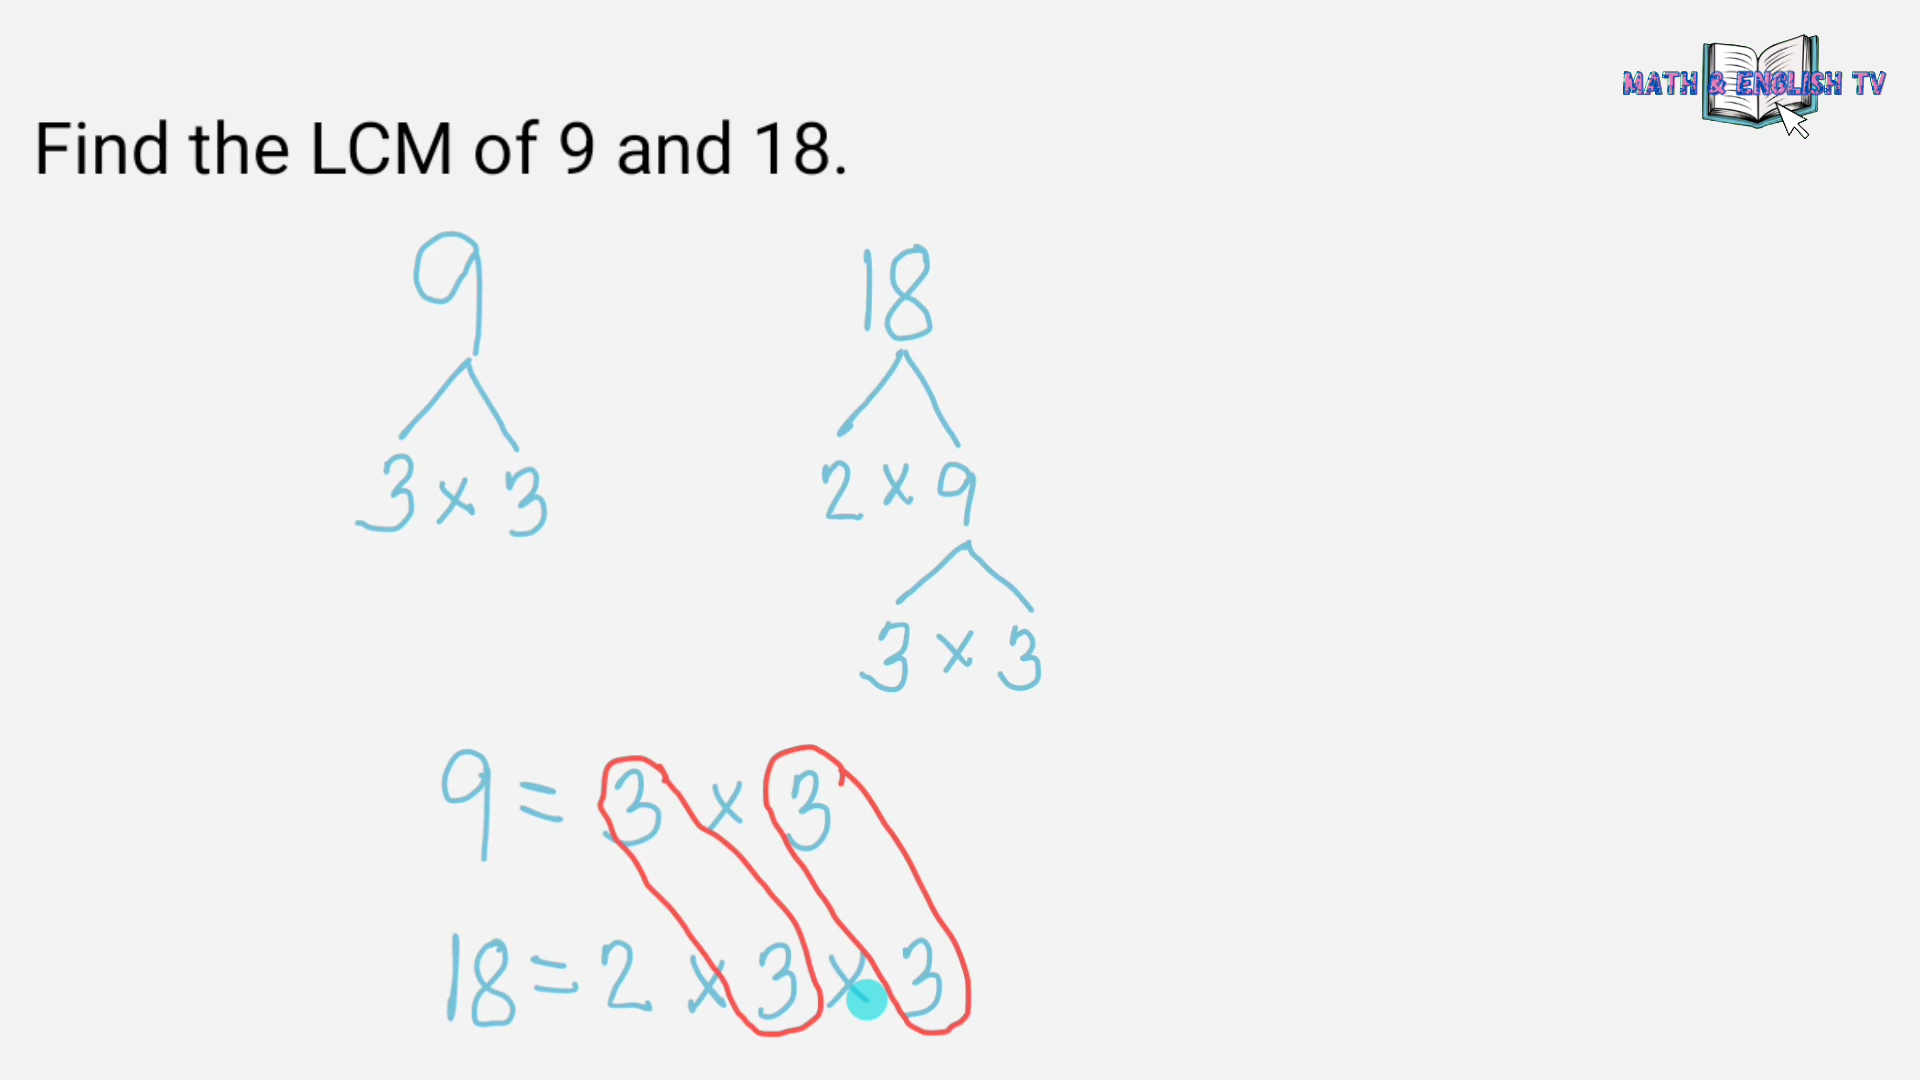 MATH & ENGLISH TV
Find the LCM of 9 and 18.
9 18
3 x 3 2 x 9
3 x 3
9 = 3 x 3
18 = 2 x 3 x 3